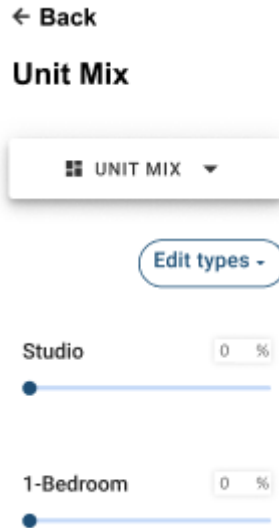 ← Back
Unit Mix
UNIT MIX
Edit types
Studio 0 %
1-Bedroom 0 %